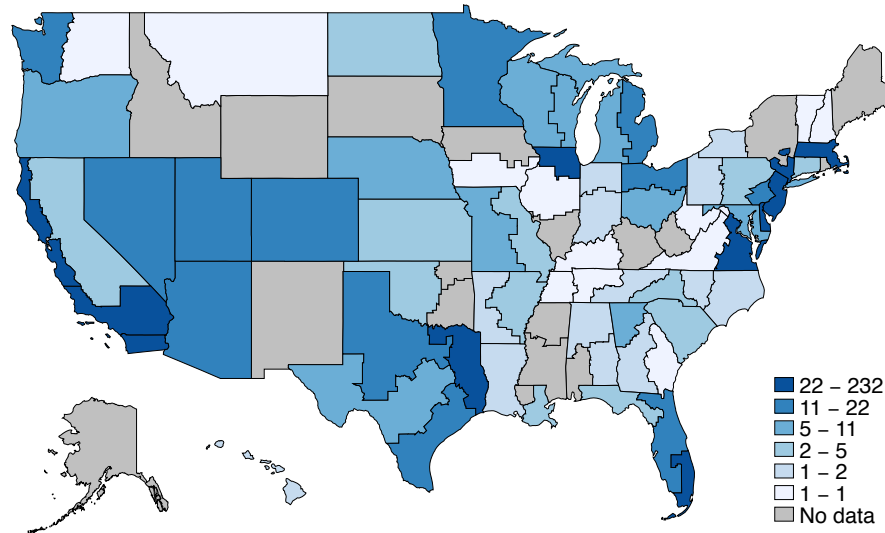 22 – 232
11 – 22
5 – 11
2 – 5
1 – 2
1 – 1
No data